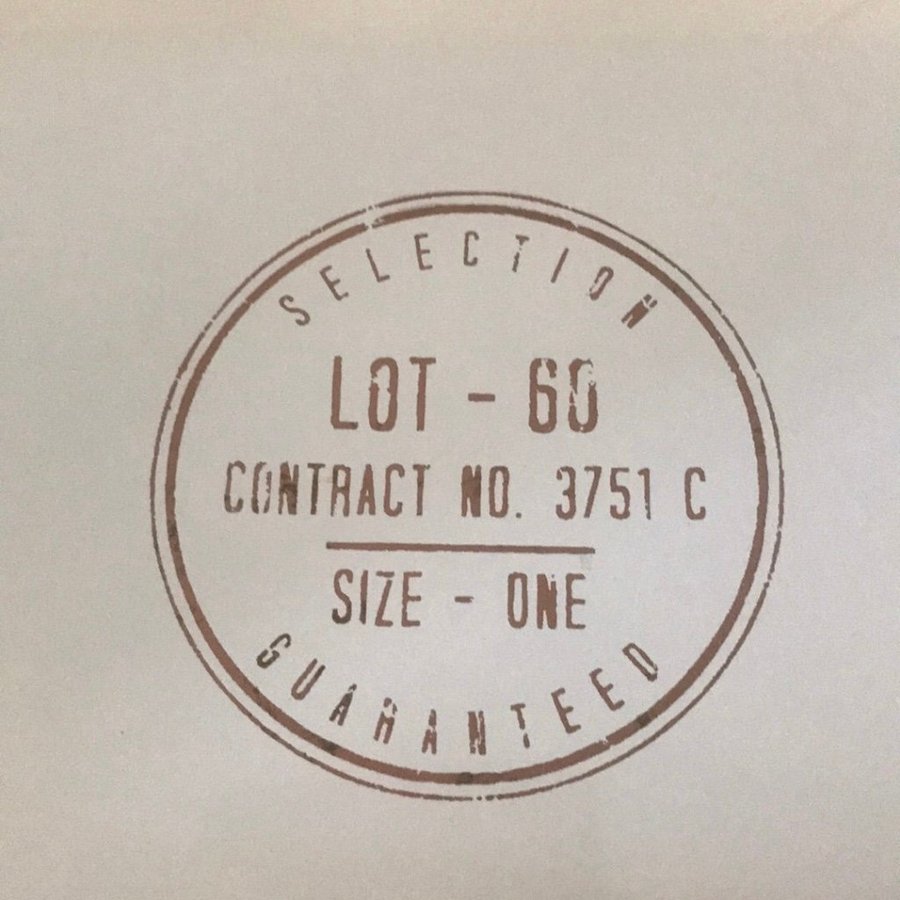 SELECTION
LOT - 60
CONTRACT NO. 3751 C
SIZE - ONE
GUARANTEED